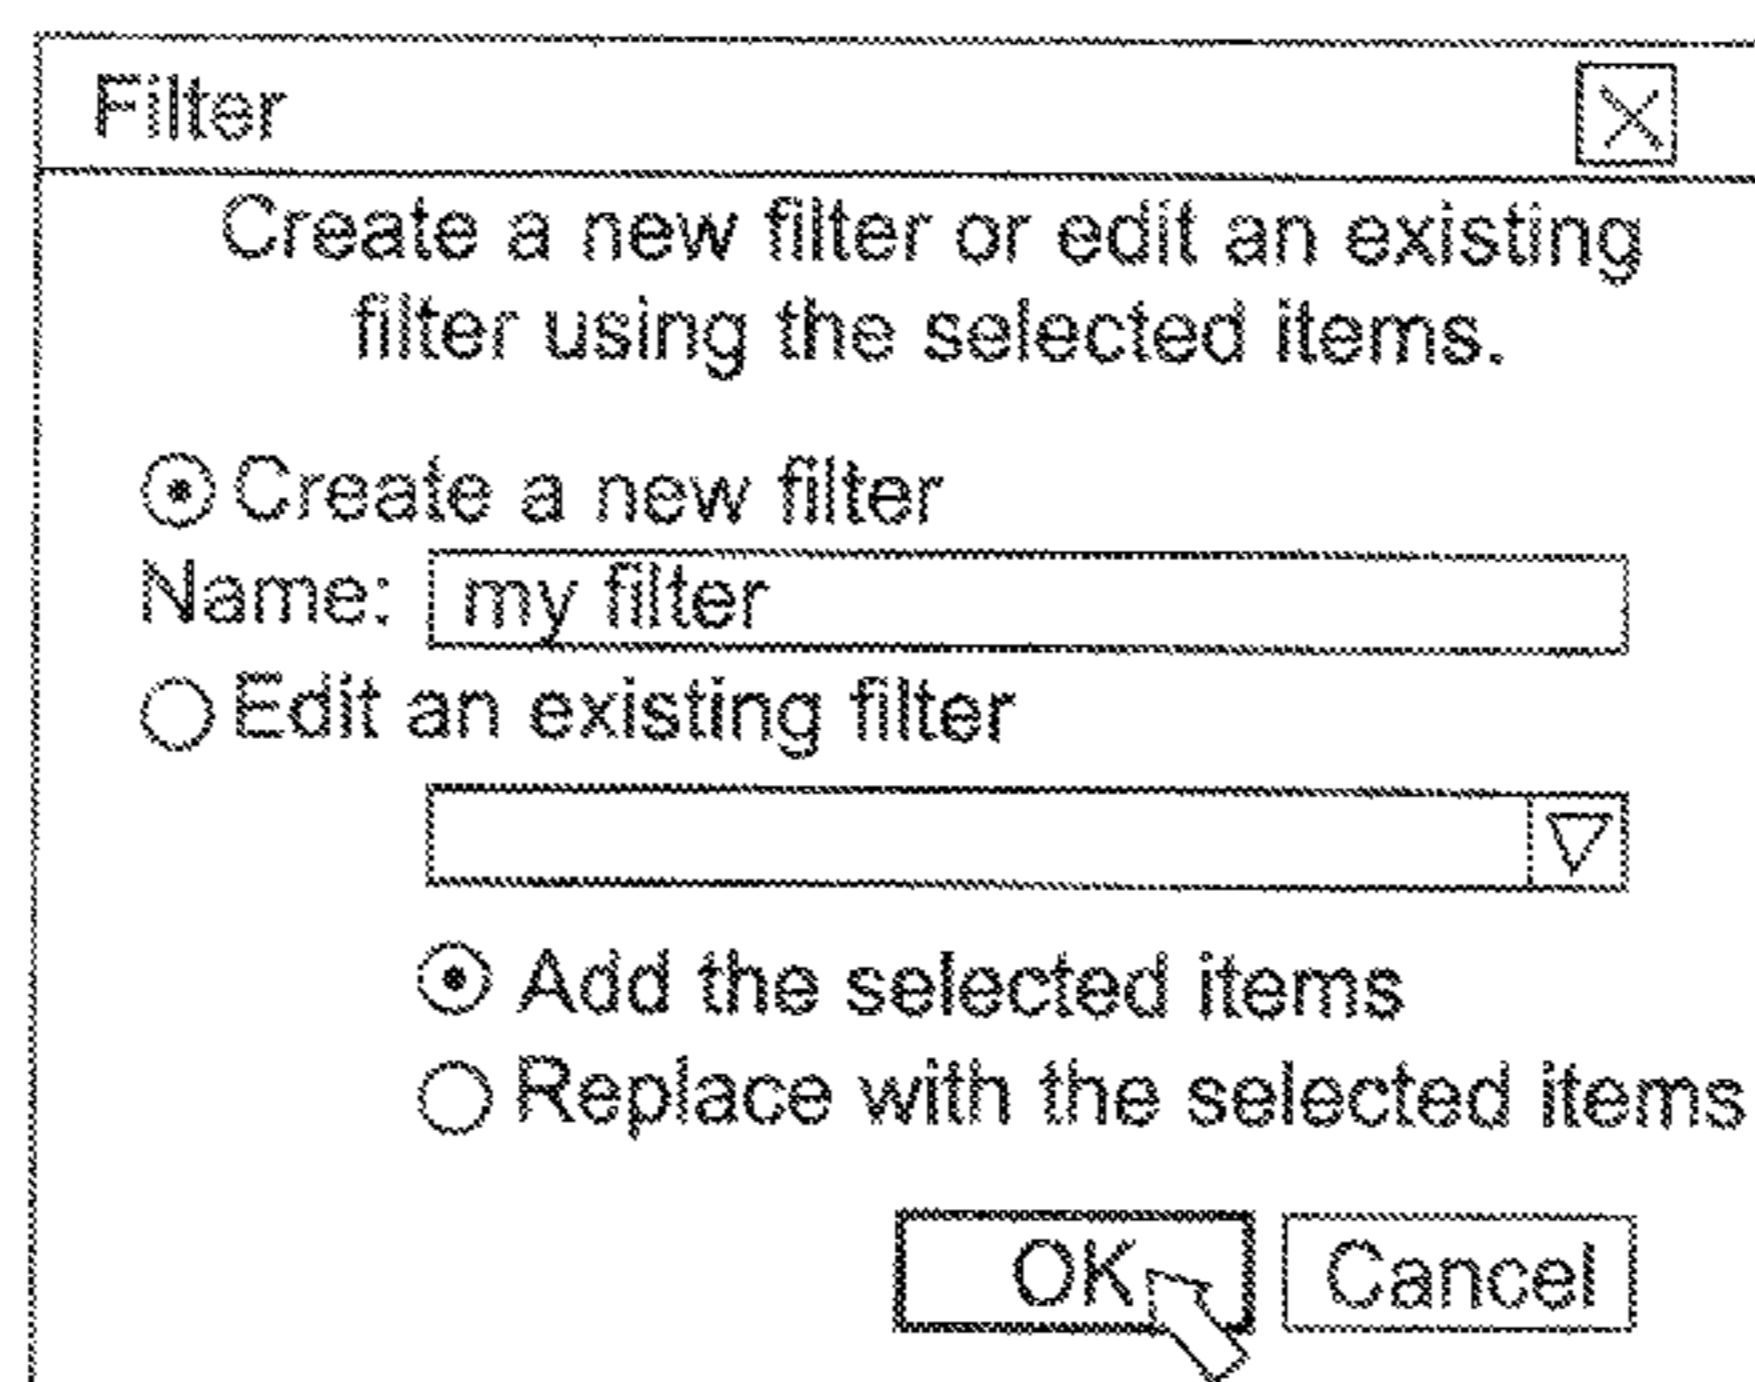 Filter
Create a new filter or edit an existing
filter using the selected items.
Create a new filter
Name: my filter
Edit an existing filter
Add the selected items
Replace with the selected items
OK Cancel